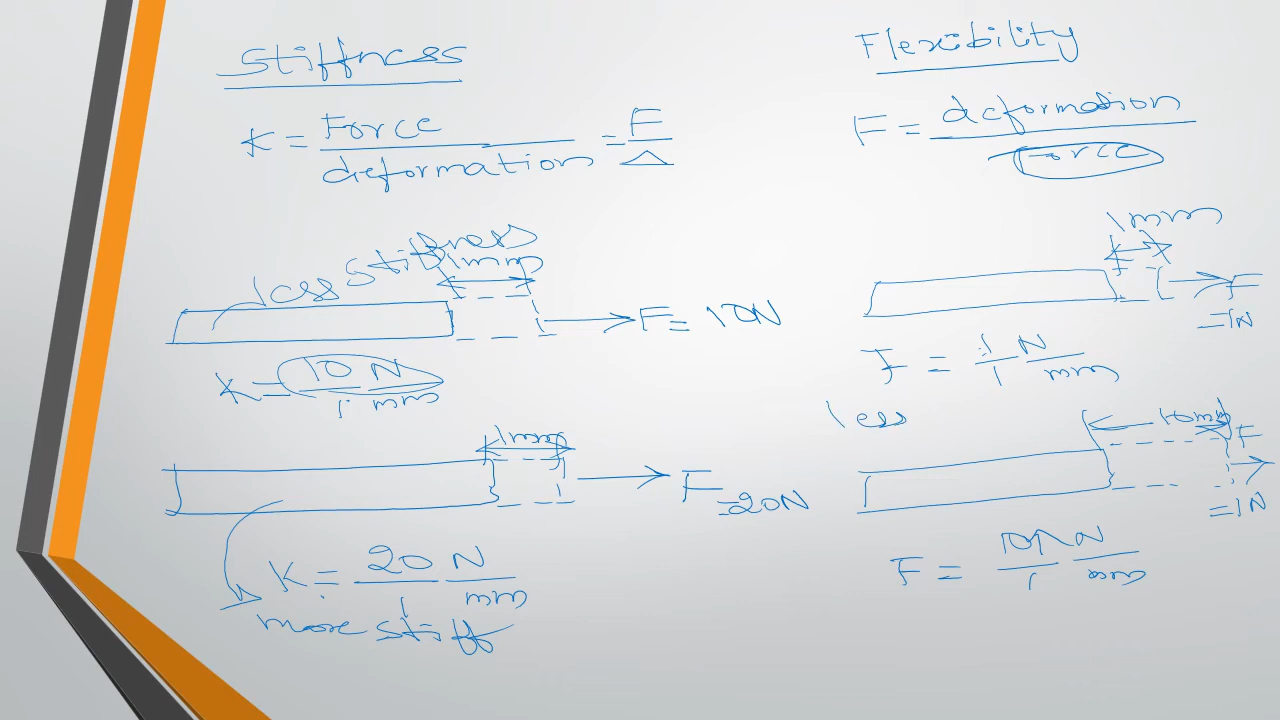 Stiffness
K = Force / deformation = F / Δ
less stiffness
1mm
F = 10N
K = 10/1 N/mm
1mm
F = 20N
K = 20/1 N/mm
more stiff
Flexibility
F = deformation / Force
1mm
F = 1N
F = 1/1 N/mm
less
10mm
F = 1N
F = 10/1 N/mm